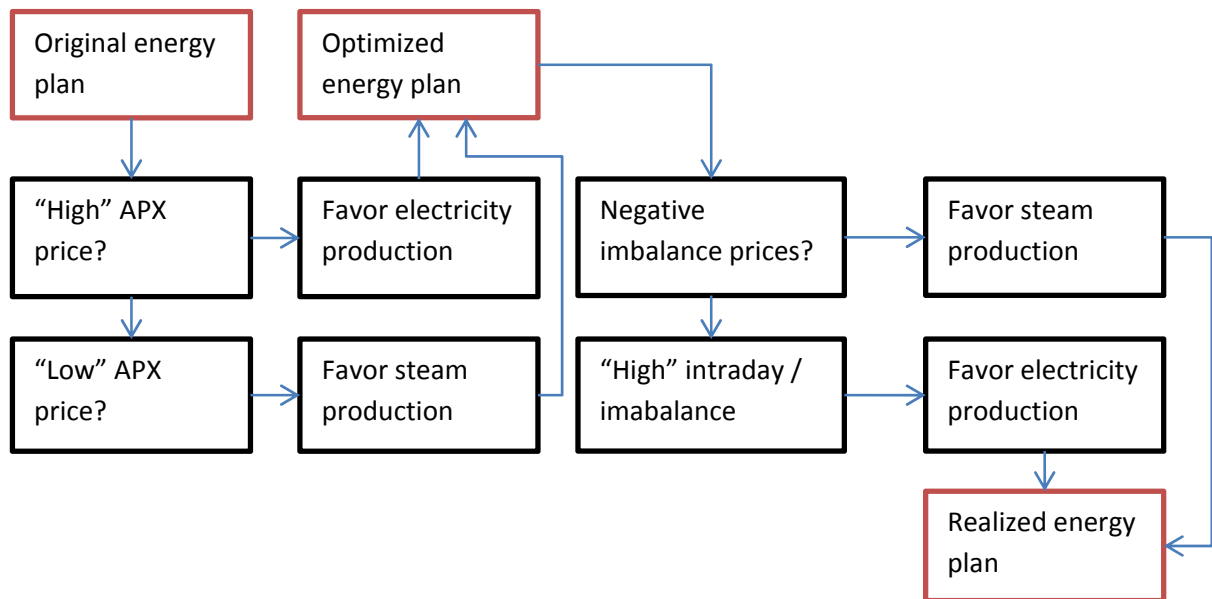 Original energy
plan
Optimized
energy plan
“High” APX
price?
Favor electricity
production
Negative
imbalance prices?
Favor steam
production
“Low” APX
price?
Favor steam
production
“High” intraday /
imabalance
Favor electricity
production
Realized energy
plan